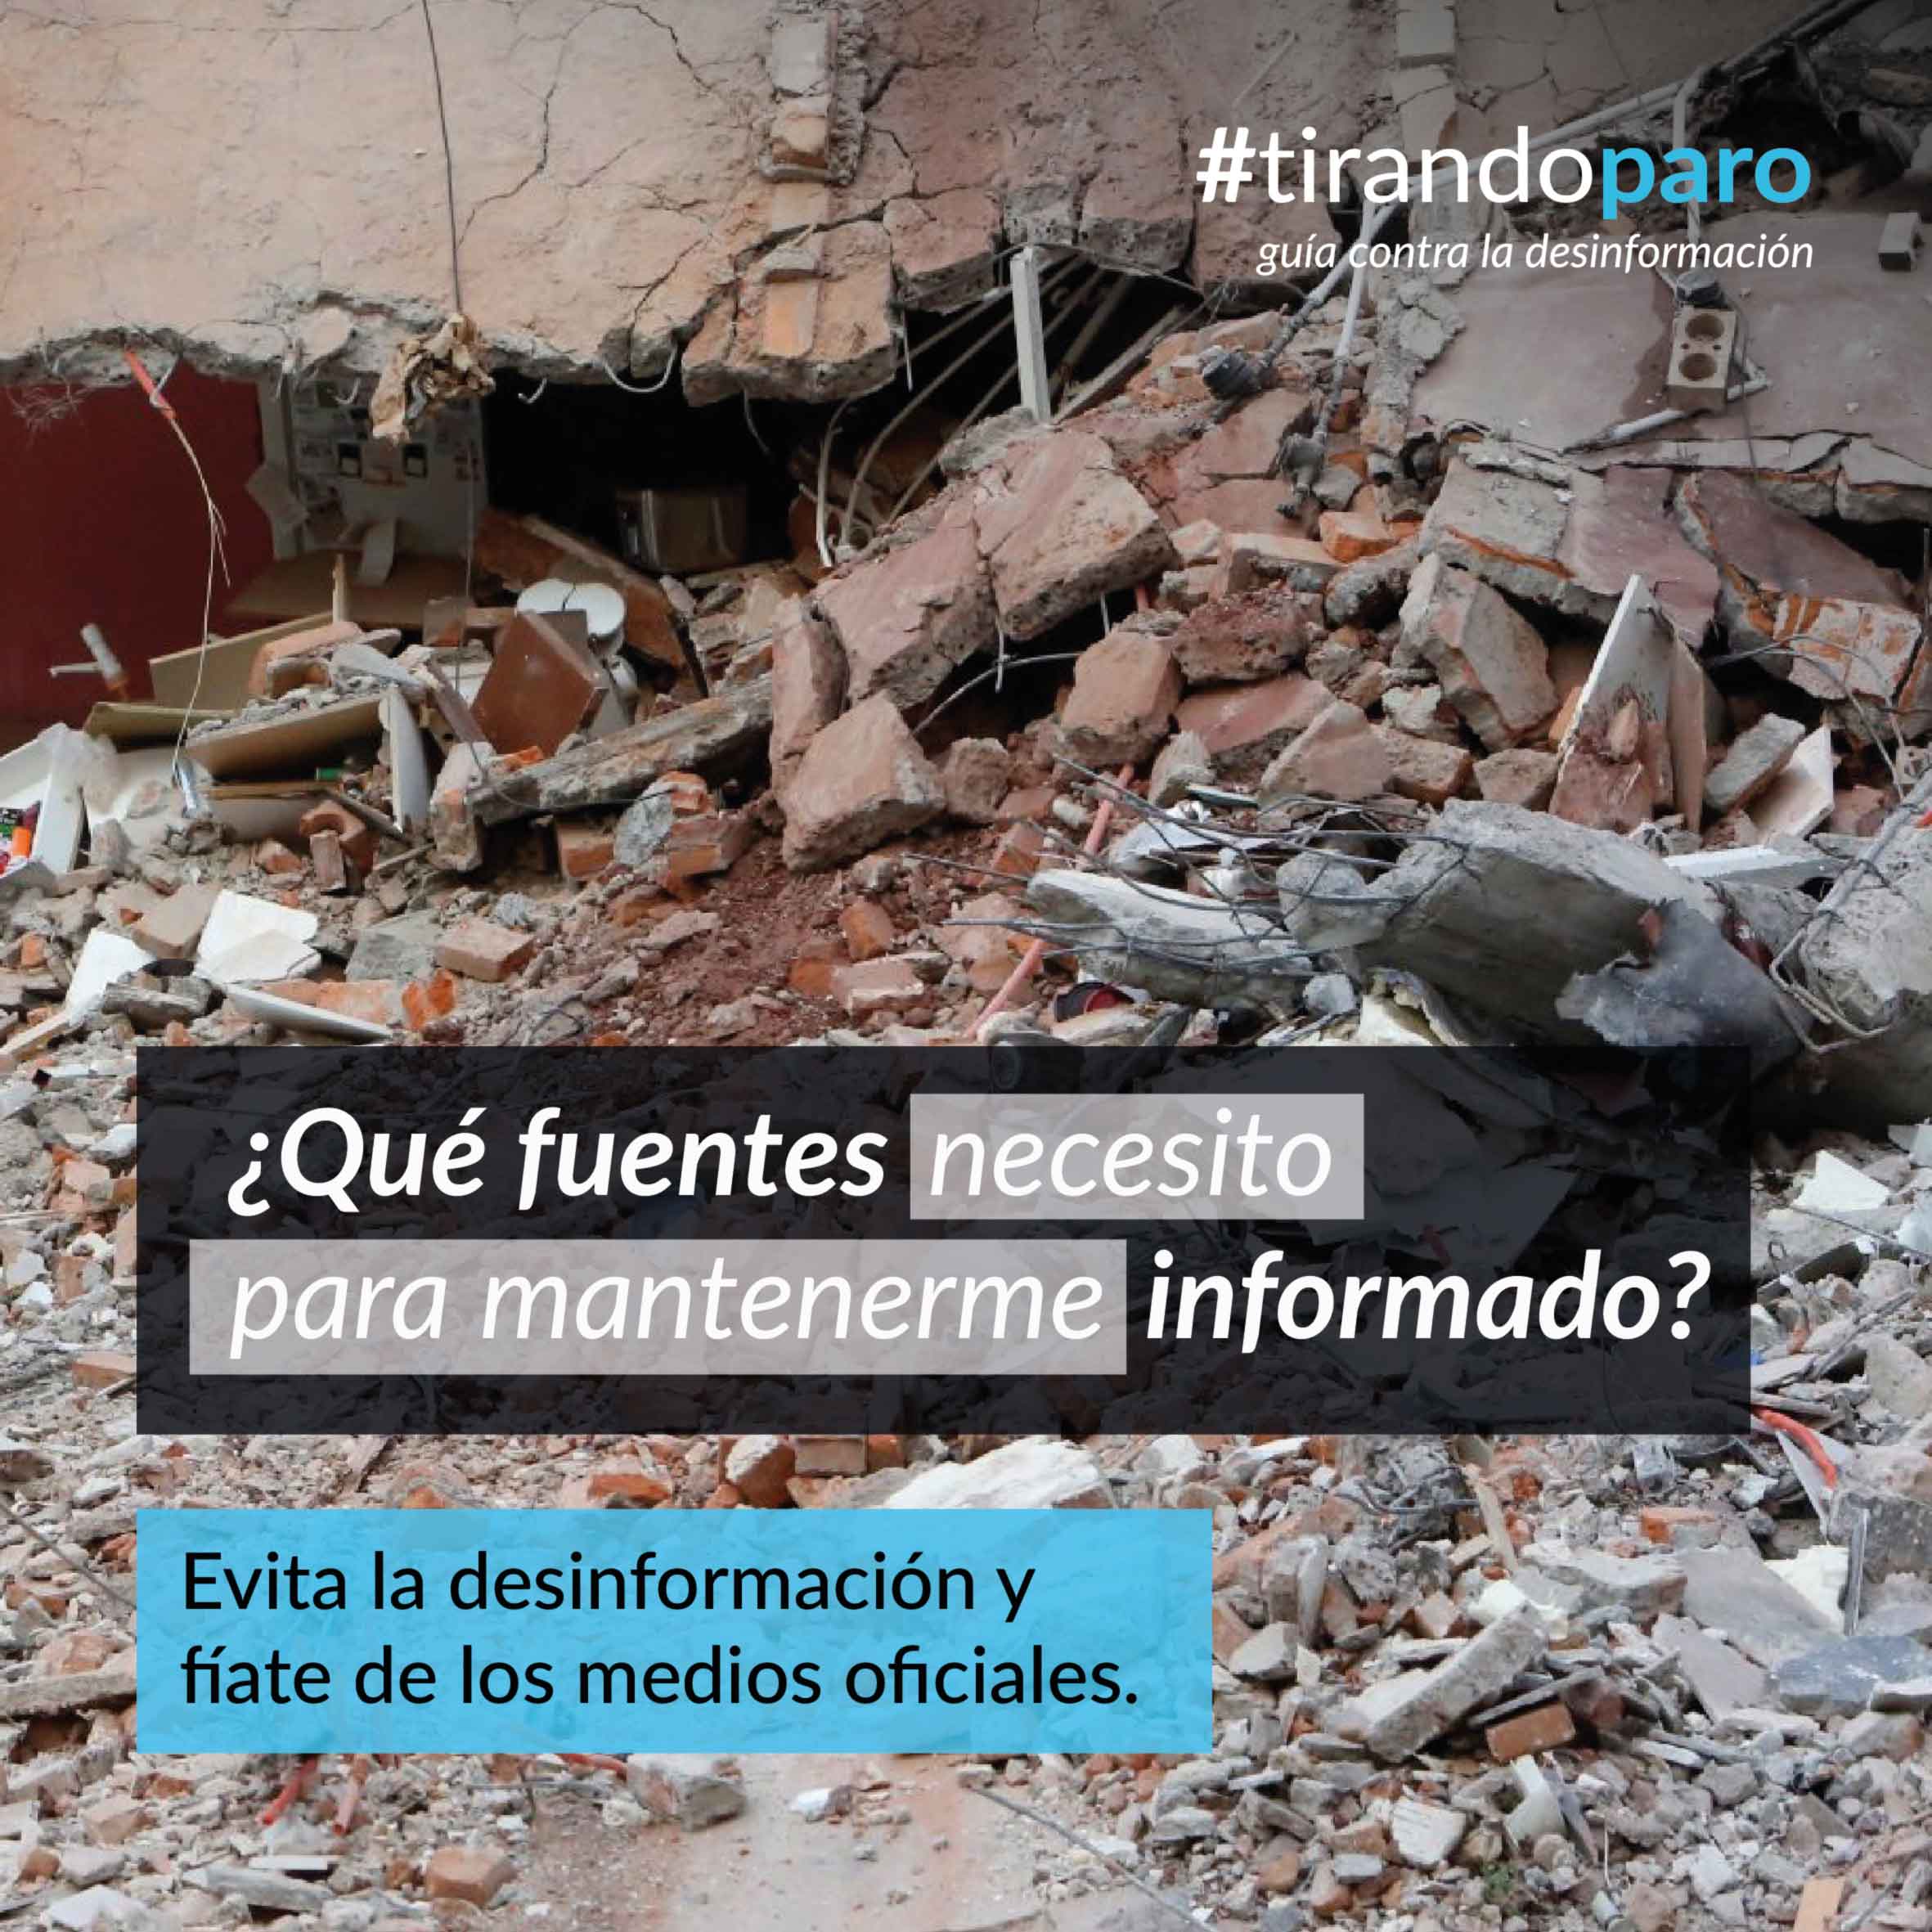 #tirandoparo
guía contra la desinformación
¿Qué fuentes necesito
para mantenerme informado?
Evita la desinformación y
fíate de los medios oficiales.